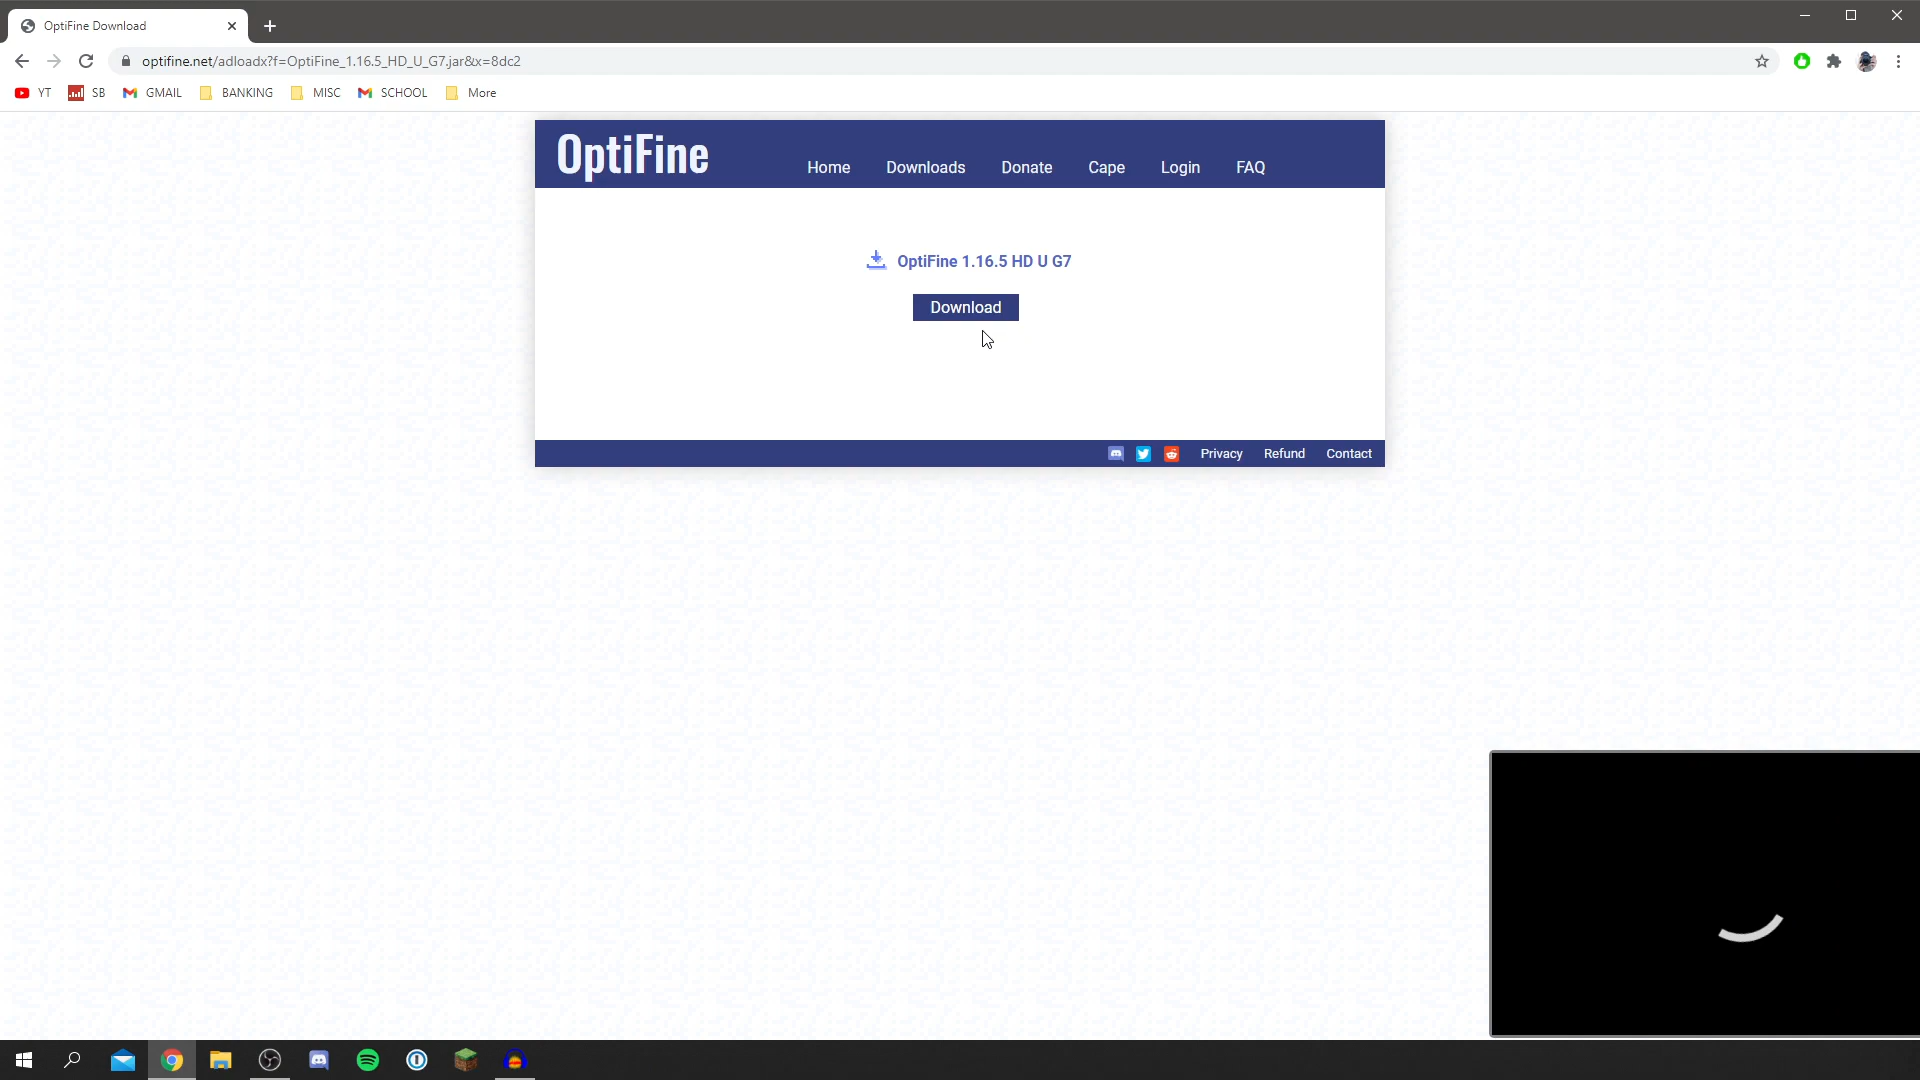 OptiFine Download
optifine.net/adloadx?f=OptiFine_1.16.5_HD_U_G7.jar&x=8dc2
YT SB GMAIL BANKING MISC SCHOOL More
OptiFine Home Downloads Donate Cape Login FAQ
OptiFine 1.16.5 HD U G7
Download
Privacy Refund Contact